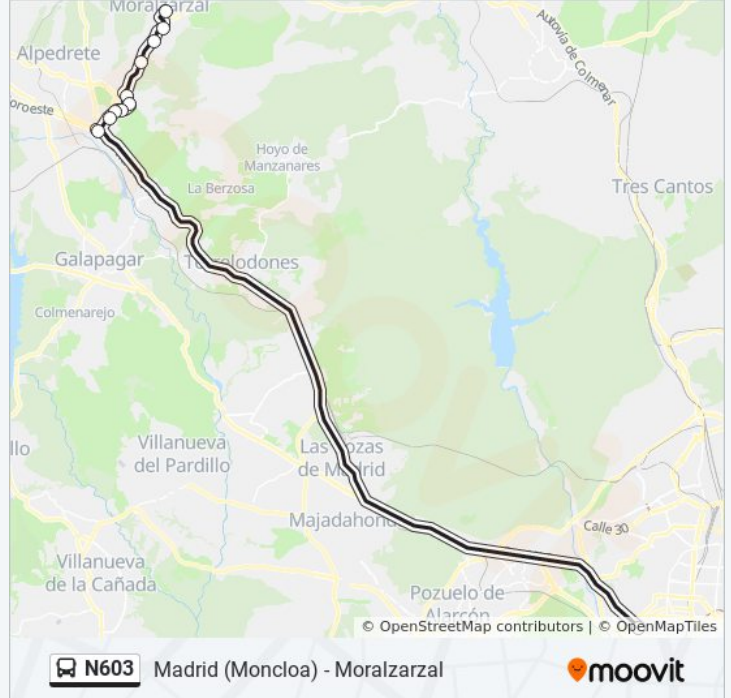 Moralzarzal
Alpedrete
Autovía de Colmenar
oroeste
Hoyo de
Manzanares
La Berzosa
Tres Cantos
Galapagar
Torrelodones
Colmenarejo
llo
Villanueva
del Pardillo
Las Rozas
de Madrid
Majadahonda
Calle 30
Villanueva
de la Cañada
Pozuelo de
Alarcón
© OpenStreetMap contributors | © OpenMapTiles
N603 Madrid (Moncloa) - Moralzarzal
moovit